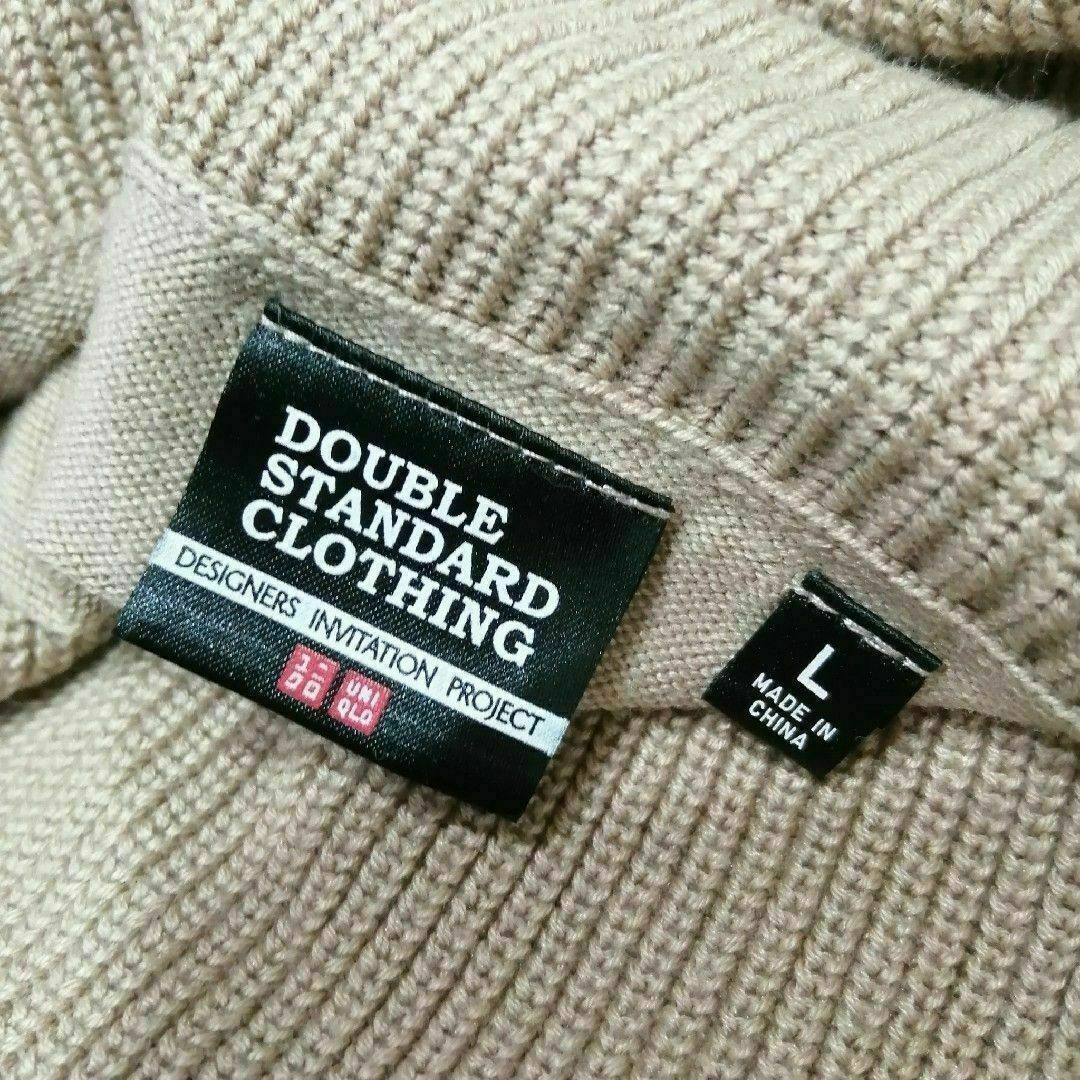 DOUBLE
STANDARD
CLOTHING
DESIGNERS INVITATION PROJECT
ユニ
クロ
UNI
QLO
L
MADE IN
CHINA